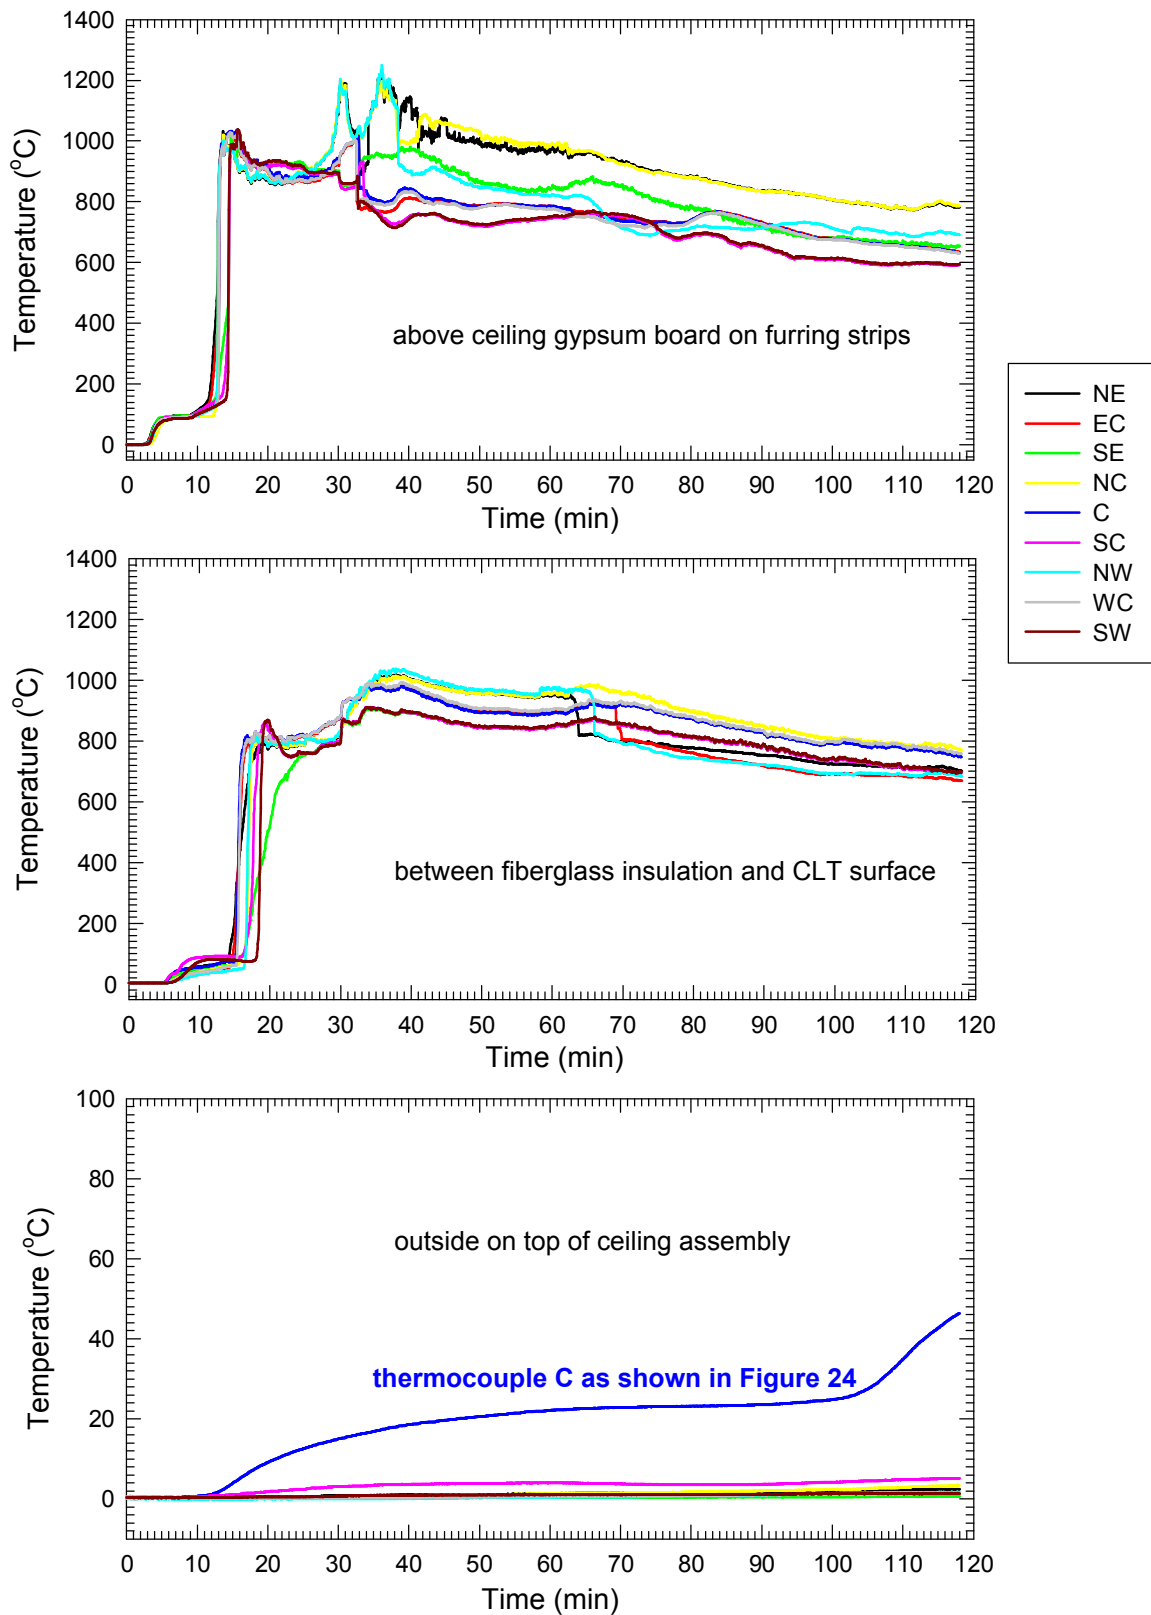 1400
1200
1000
800
600
400
200
0
Temperature (°C)
above ceiling gypsum board on furring strips
0 10 20 30 40 50 60 70 80 90 100 110 120
Time (min)
NE
EC
SE
NC
C
SC
NW
WC
SW
1400
1200
1000
800
600
400
200
0
Temperature (°C)
between fiberglass insulation and CLT surface
0 10 20 30 40 50 60 70 80 90 100 110 120
Time (min)
100
80
60
40
20
0
Temperature (°C)
outside on top of ceiling assembly
thermocouple C as shown in Figure 24
0 10 20 30 40 50 60 70 80 90 100 110 120
Time (min)